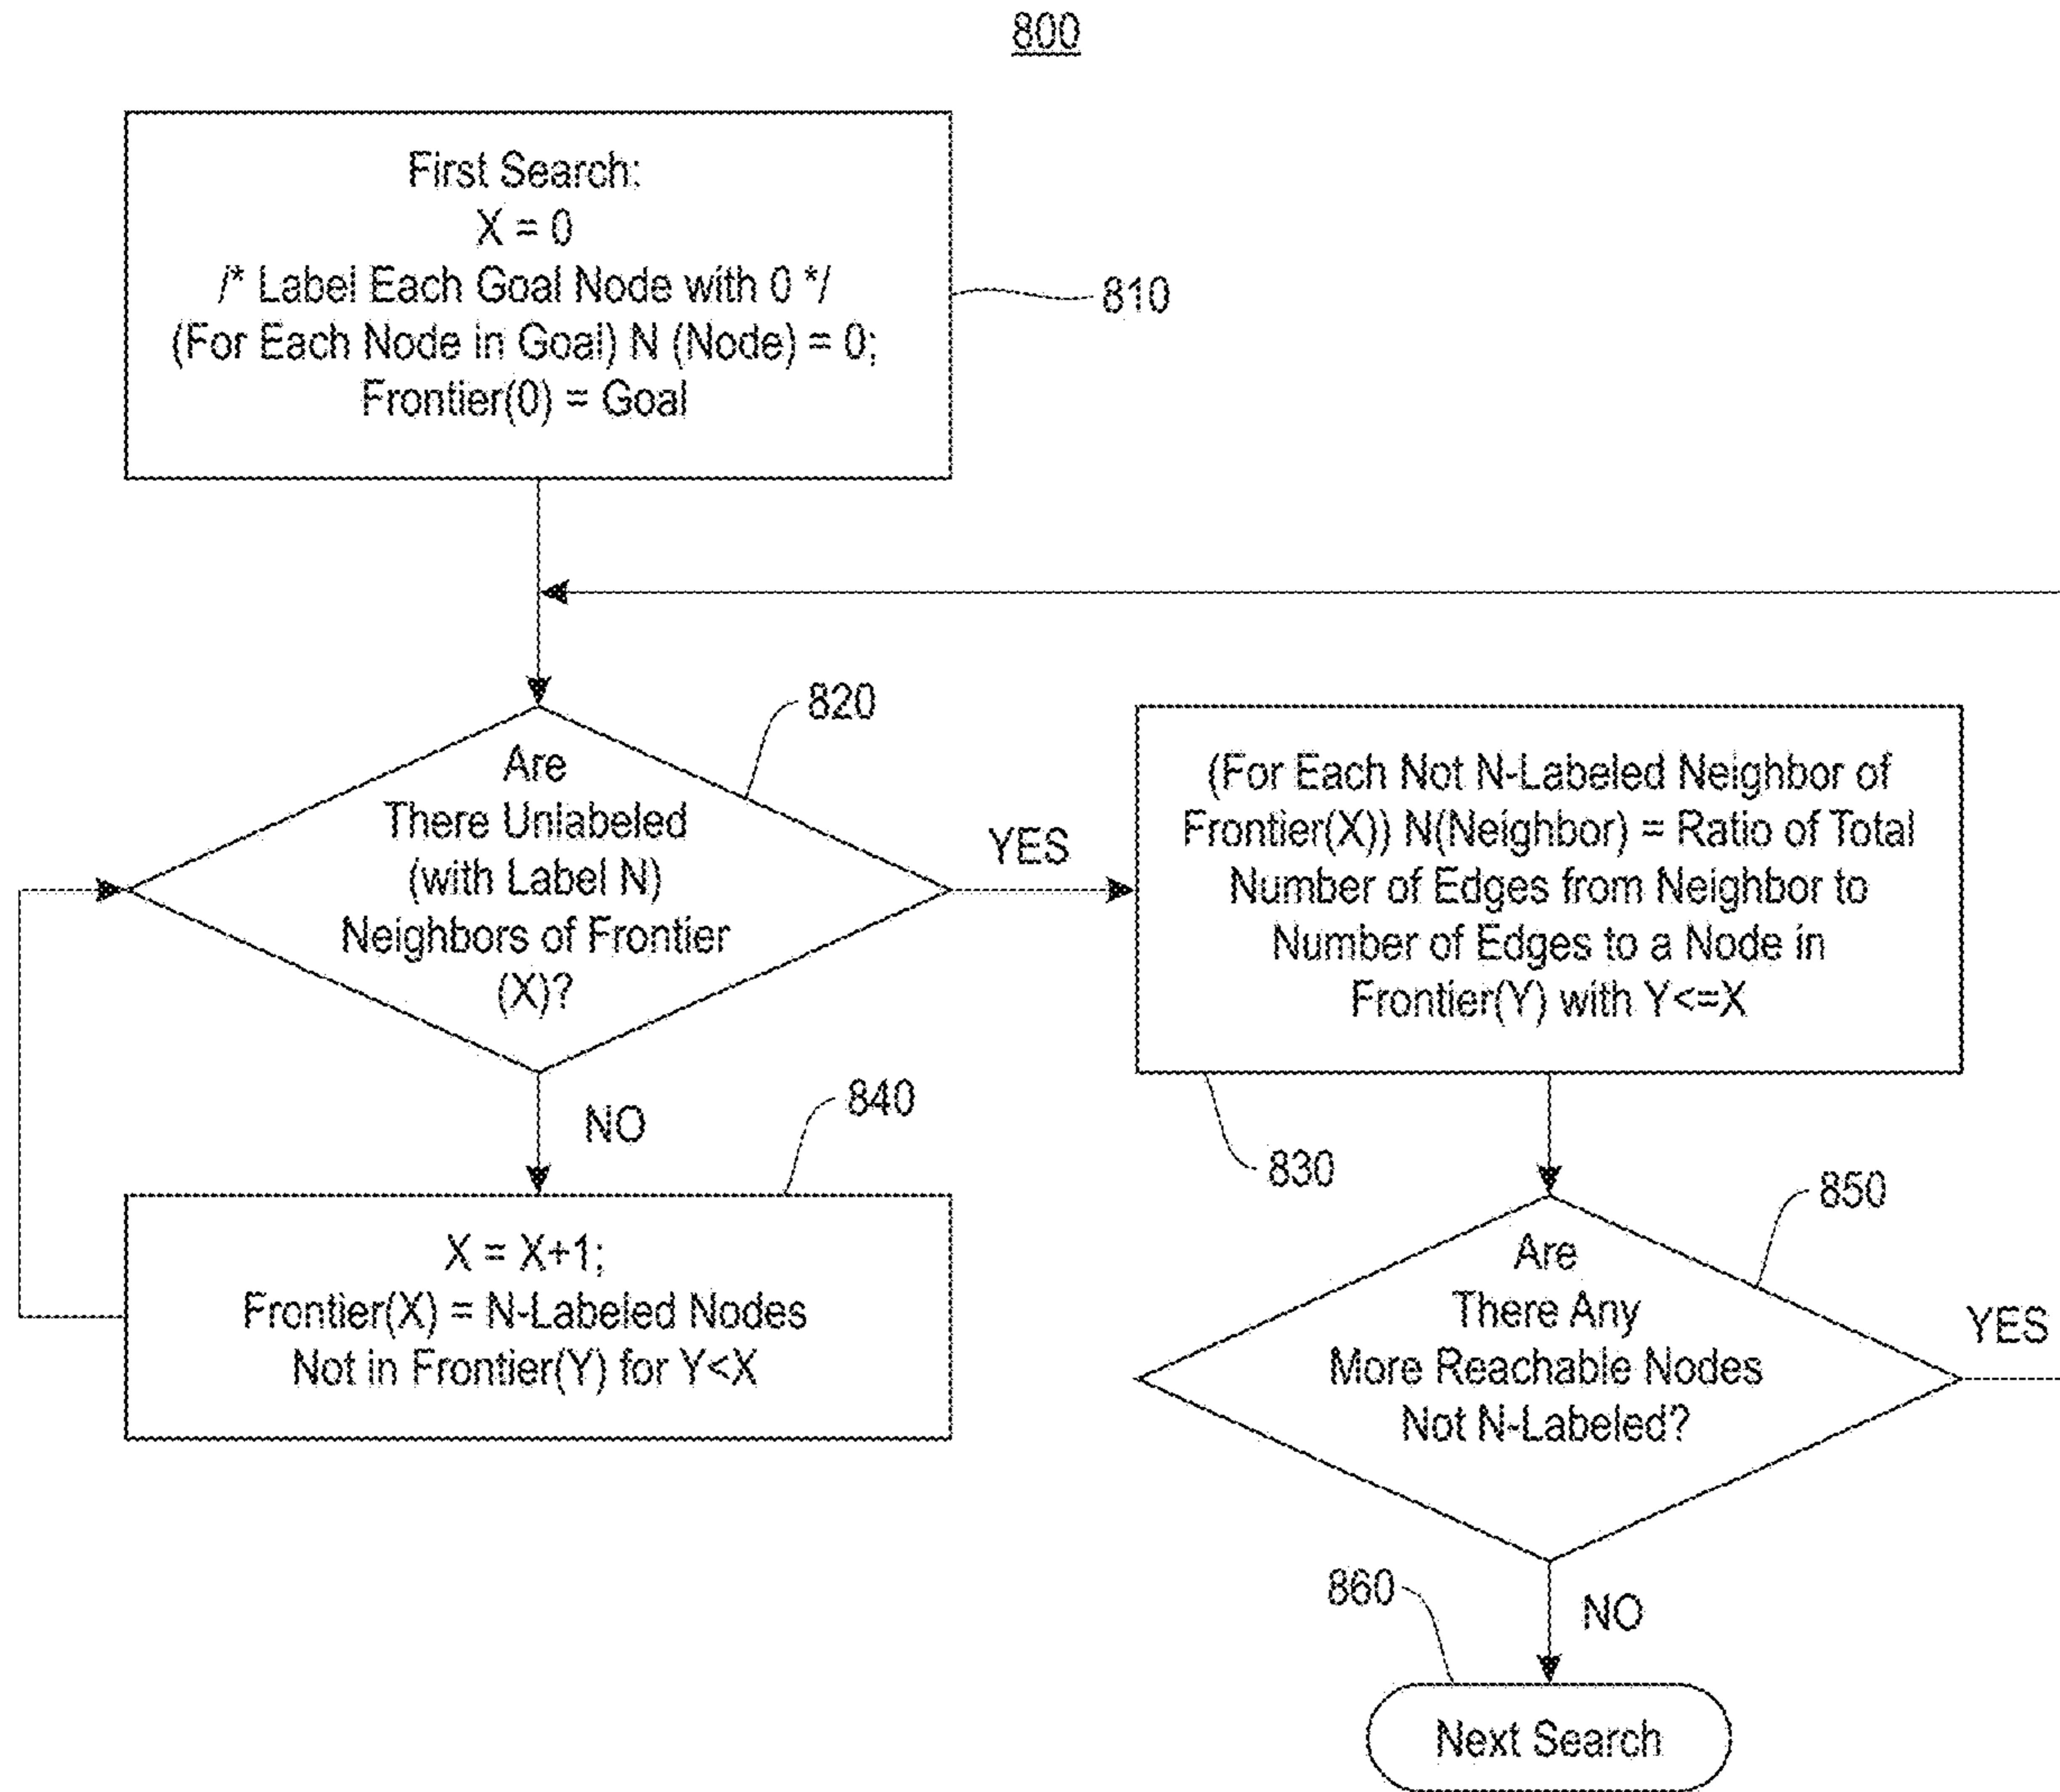 800
First Search:
X = 0
/* Label Each Goal Node with 0 */
(For Each Node in Goal) N (Node) = 0;
Frontier(0) = Goal
810
820
Are
There Unlabeled
(with Label N)
Neighbors of Frontier
(X)?
YES
(For Each Not N-Labeled Neighbor of
Frontier(X)) N(Neighbor) = Ratio of Total
Number of Edges from Neighbor to
Number of Edges to a Node in
Frontier(Y) with Y<=X
830
NO
840
X = X+1;
Frontier(X) = N-Labeled Nodes
Not in Frontier(Y) for Y<X
850
Are
There Any
More Reachable Nodes
Not N-Labeled?
YES
NO
860
Next Search